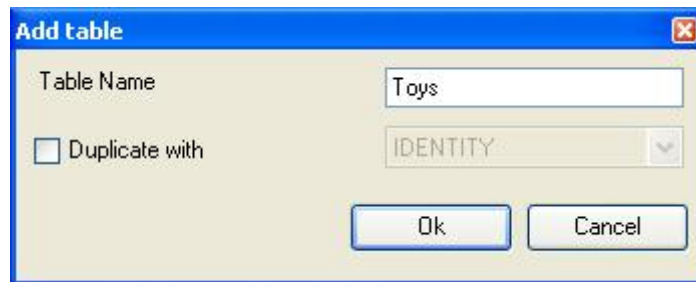 Add table
Table Name Toys
Duplicate with IDENTITY
Ok Cancel